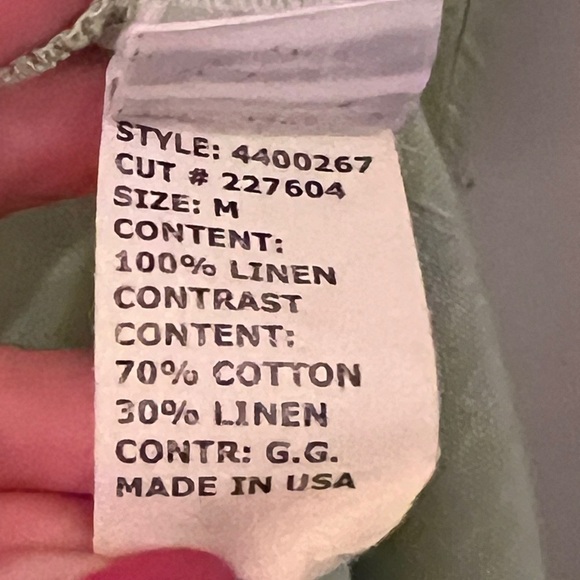 STYLE: 4400267
CUT # 227604
SIZE: M
CONTENT:
100% LINEN
CONTRAST
CONTENT:
70% COTTON
30% LINEN
CONTR: G.G.
MADE IN USA